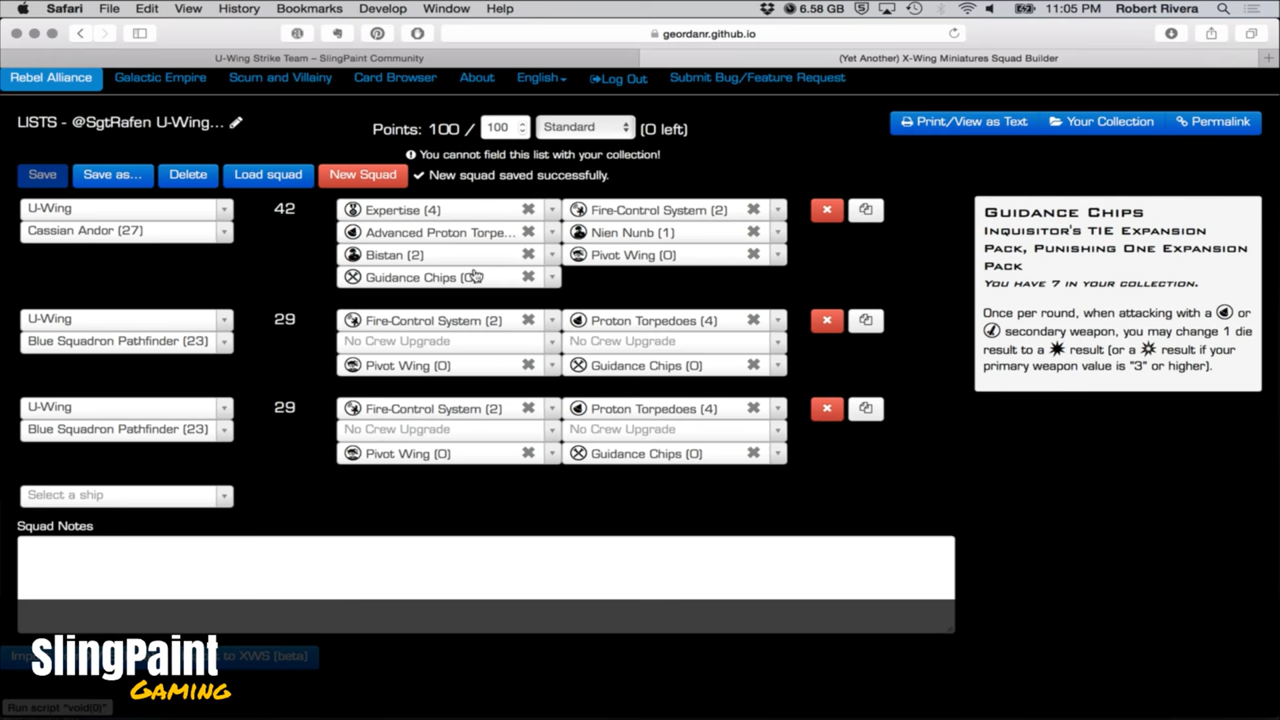 Safari File Edit View History Bookmarks Develop Window Help 6.58 GB 11:05 PM Robert Rivera
geordanr.github.io
U-Wing Strike Team – SlingPaint Community (Yet Another) X-Wing Miniatures Squad Builder
Rebel Alliance Galactic Empire Scum and Villainy Card Browser About English Log Out Submit Bug/Feature Request
LISTS - @SgtRafen U-Wing... Points: 100 / 100 Standard (0 left) Print/View as Text Your Collection Permalink
You cannot field this list with your collection!
Save Save as... Delete Load squad New Squad New squad saved successfully.
U-Wing 42 Expertise (4) Fire-Control System (2)
Cassian Andor (27) Advanced Proton Torpe... Nien Nunb (1)
Bistan (2) Pivot Wing (0)
Guidance Chips (0)
Guidance Chips
Inquisitor's TIE Expansion
Pack, Punishing One Expansion
Pack
You have 7 in your collection.
Once per round, when attacking with a or
secondary weapon, you may change 1 die
result to a result (or a result if your
primary weapon value is "3" or higher).
U-Wing 29 Fire-Control System (2) Proton Torpedoes (4)
Blue Squadron Pathfinder (23) No Crew Upgrade No Crew Upgrade
Pivot Wing (0) Guidance Chips (0)
U-Wing 29 Fire-Control System (2) Proton Torpedoes (4)
Blue Squadron Pathfinder (23) No Crew Upgrade No Crew Upgrade
Pivot Wing (0) Guidance Chips (0)
Select a ship
Squad Notes
SlingPaint
Gaming
to XWS (beta)
Run script "void(0)"